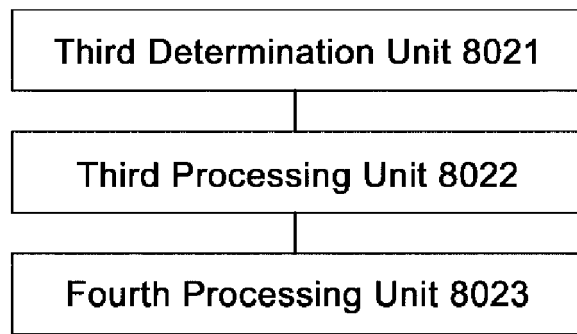 Third Determination Unit 8021
Third Processing Unit 8022
Fourth Processing Unit 8023